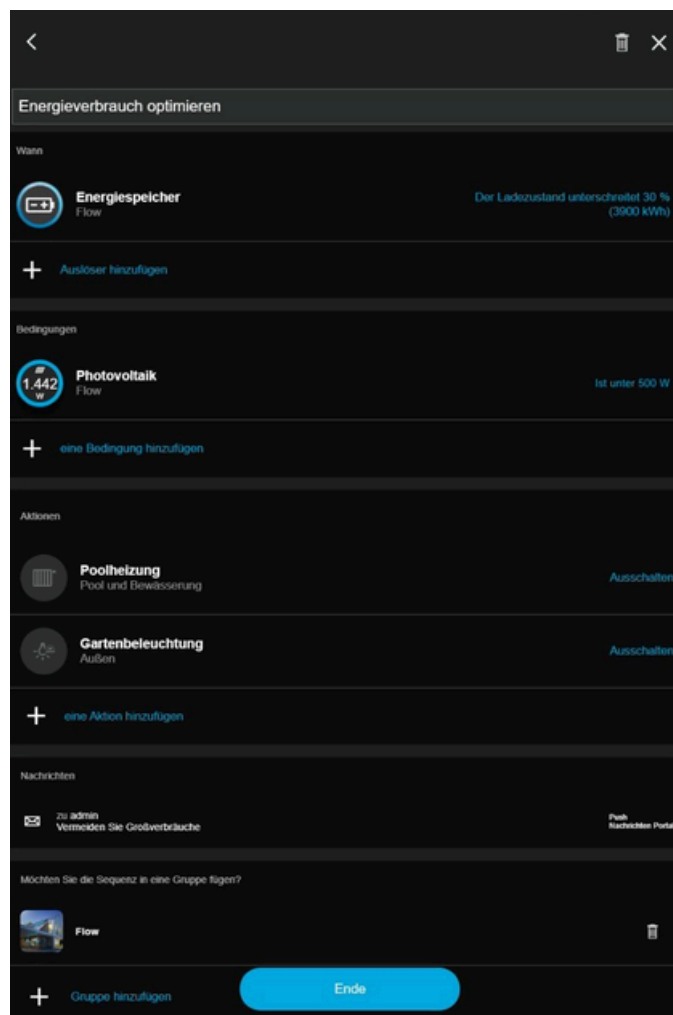 Energieverbrauch optimieren
Wann
Energiespeicher
Flow
Der Ladezustand unterschreitet 30 %
(3900 kWh)
Auslöser hinzufügen
Bedingungen
1.442
W
Photovoltaik
Flow
Ist unter 500 W
eine Bedingung hinzufügen
Aktionen
Poolheizung
Pool und Bewässerung
Ausschalten
Gartenbeleuchtung
Außen
Ausschalten
eine Aktion hinzufügen
Nachrichten
zu admin
Vermeiden Sie Großverbräuche
Push
Nachrichten Portal
Möchten Sie die Sequenz in eine Gruppe fügen?
Flow
Gruppe hinzufügen
Ende